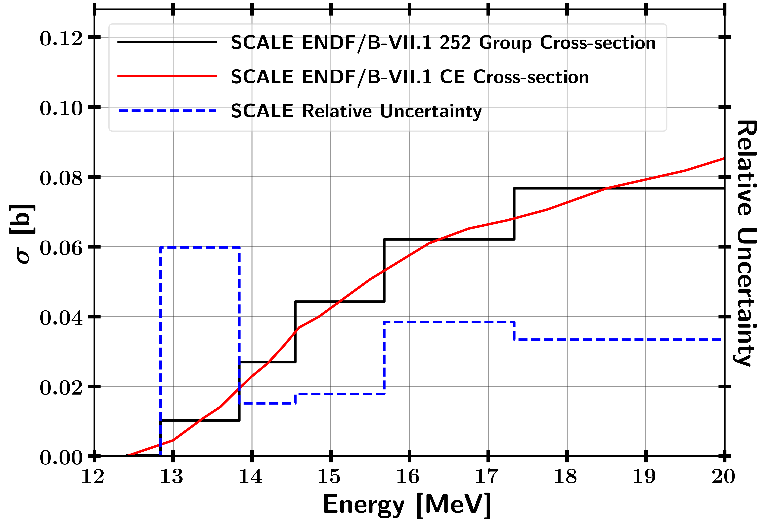 SCALE ENDF/B-VII.1 252 Group Cross-section
SCALE ENDF/B-VII.1 CE Cross-section
SCALE Relative Uncertainty
0.12
0.10
0.08
0.06
0.04
0.02
0.00
σ [b]
Relative Uncertainty
12 13 14 15 16 17 18 19 20
Energy [MeV]